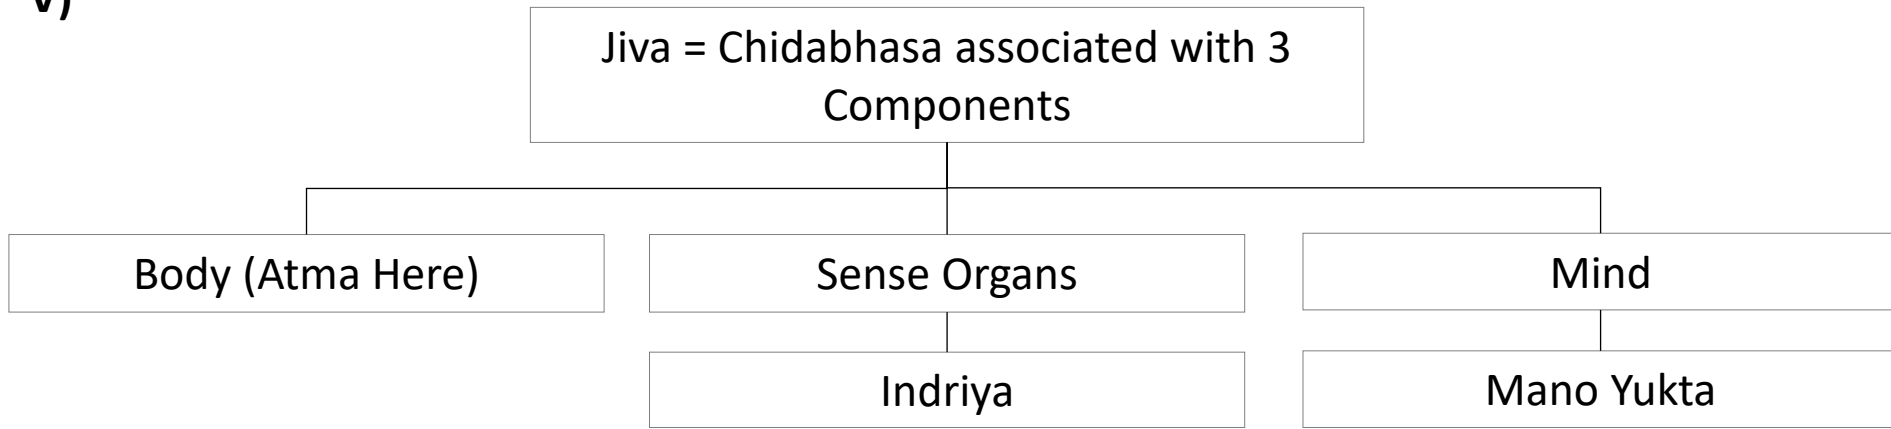 v)
Jiva = Chidabhasa associated with 3
Components
Body (Atma Here)
Sense Organs
Mind
Indriya
Mano Yukta